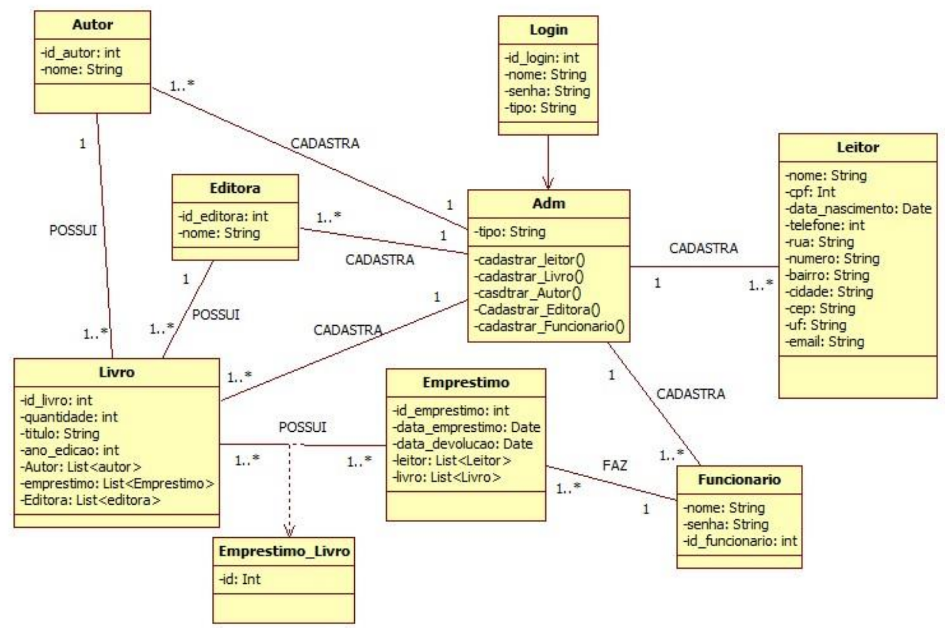 Autor
-id_autor: int
-nome: String
Login
-id_login: int
-nome: String
-senha: String
-tipo: String
1..*
1
CADASTRA
Leitor
-nome: String
-cpf: Int
-data_nascimento: Date
-telefone: int
-rua: String
-numero: String
-bairro: String
-cidade: String
-cep: String
-uf: String
-email: String
Editora
-id_editora: int
-nome: String
1..*
1
1
CADASTRA
Adm
-tipo: String
-cadastrar_leitor()
-cadastrar_Livro()
-casdtrar_Autor()
-Cadastrar_Editora()
-cadastrar_Funcionario()
POSSUI
CADASTRA
1
1..*
1
POSSUI
1
CADASTRA
1..*
1..*
1..*
Livro
-id_livro: int
-quantidade: int
-titulo: String
-ano_edicao: int
-Autor: List<autor>
-emprestimo: List<Emprestimo>
-Editora: List<editora>
Emprestimo
-id_emprestimo: int
-data_emprestimo: Date
-data_devolucao: Date
-leitor: List<Leitor>
-livro: List<Livro>
1
CADASTRA
1..*
POSSUI
1..*
1..*
FAZ
1..*
1
Funcionario
-nome: String
-senha: String
-id_funcionario: int
Emprestimo_Livro
-id: Int